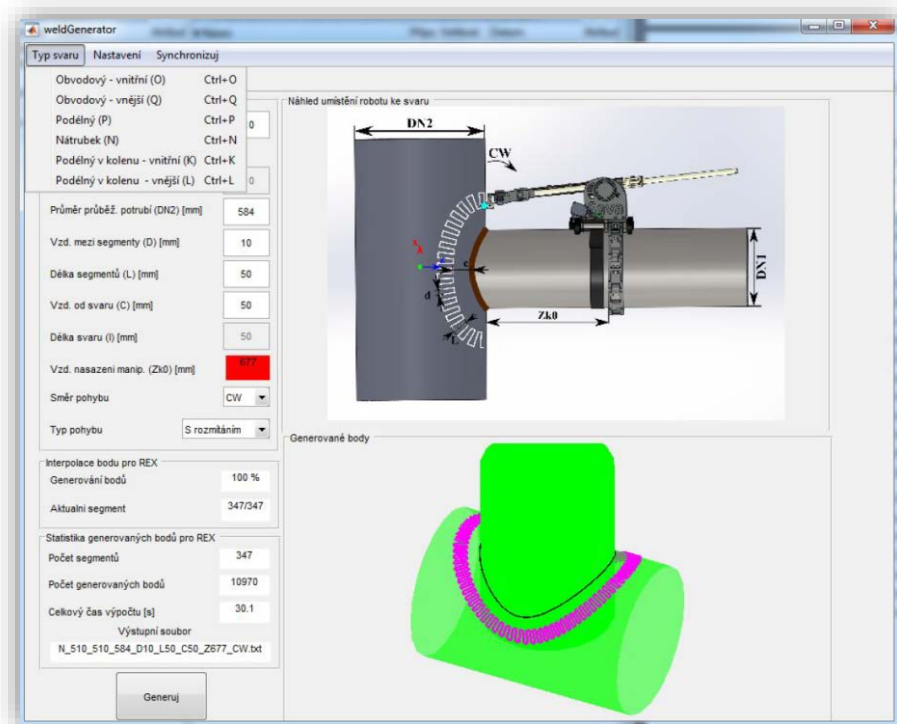 weldGenerator
Typ svaru Nastavení Synchronizuj
Obvodový - vnitřní (O) Ctrl+O
Obvodový - vnější (Q) Ctrl+Q
Podélný (P) Ctrl+P
Nátrubek (N) Ctrl+N
Podélný v kolenu - vnitřní (K) Ctrl+K
Podélný v kolenu - vnější (L) Ctrl+L
0
0
Průměr průběž. potrubí (DN2) [mm] 584
Vzd. mezi segmenty (D) [mm] 10
Délka segmentů (L) [mm] 50
Vzd. od svaru (C) [mm] 50
Délka svaru (l) [mm] 50
Vzd. nasazeni manip. (Zk0) [mm] 677
Směr pohybu CW
Typ pohybu S rozmítáním
Interpolace bodu pro REX
Generování bodů 100 %
Aktualni segment 347/347
Statistika generovaných bodů pro REX
Počet segmentů 347
Počet generovaných bodů 10970
Celkový čas výpočtu [s] 30.1
Výstupní soubor
N_510_510_584_D10_L50_C50_Z677_CW.txt
Generuj
Náhled umístění robotu ke svaru
DN2
CW
x
c
d
L
Zk0
DN1
Generované body